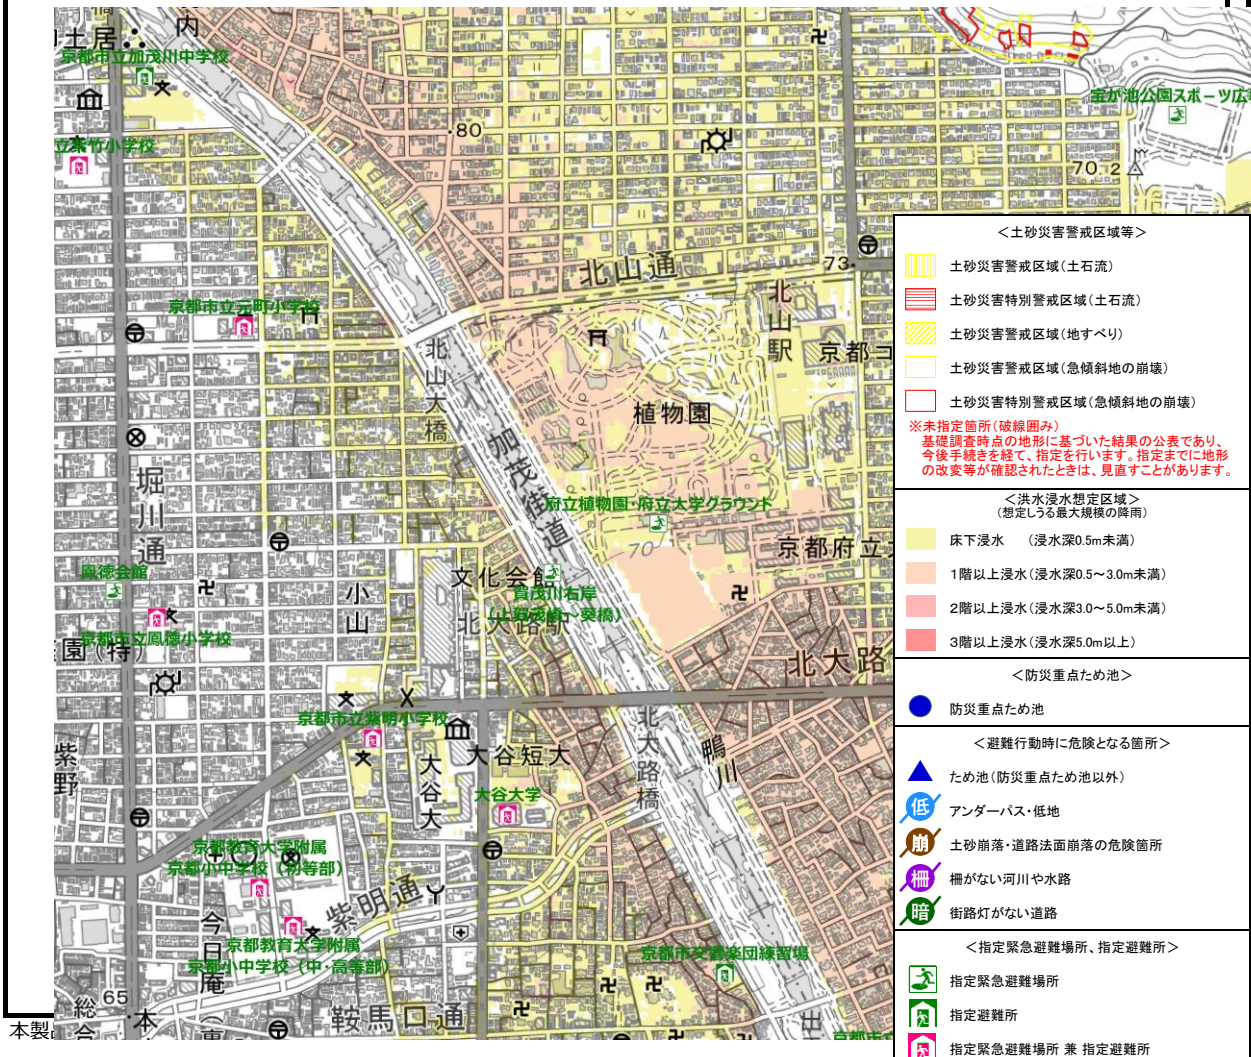 内
土居
京都市立加茂川中学校
宝が池公園スポーツ広
立紫竹小学校
80
70.2
73
北山通
北山駅
京都コ
京都市立元町小学校
北山大橋
植物園
加茂街道
堀川通
府立植物園・府立大学グラウンド
70
京都府立大
鳳徳会館
文化会館
賀茂川右岸
(上賀茂橋～葵橋)
北大路駅
小山
京都市立鳳徳小学校
園(特)
北大路
京都市立紫明小学校
北大路橋
鴨川
紫野
大谷短大
大谷大
大谷大学
京都教育大学附属
京都小中学校(初等部)
紫明通
今日庵
京都教育大学附属
京都小中学校(中・高等部)
京都市交響楽団練習場
65
総合
本
鞍馬口通
出
京都市立
本製品
＜土砂災害警戒区域等＞
土砂災害警戒区域(土石流)
土砂災害特別警戒区域(土石流)
土砂災害警戒区域(地すべり)
土砂災害警戒区域(急傾斜地の崩壊)
土砂災害特別警戒区域(急傾斜地の崩壊)
※未指定箇所(破線囲み)
基礎調査時点の地形に基づいた結果の公表であり、
今後手続きを経て、指定を行います。指定までに地形
の改変等が確認されたときは、見直すことがあります。
＜洪水浸水想定区域＞
(想定しうる最大規模の降雨)
床下浸水 (浸水深0.5m未満)
1階以上浸水(浸水深0.5～3.0m未満)
2階以上浸水(浸水深3.0～5.0m未満)
3階以上浸水(浸水深5.0m以上)
＜防災重点ため池＞
防災重点ため池
＜避難行動時に危険となる箇所＞
ため池(防災重点ため池以外)
低 アンダーパス・低地
崩 土砂崩落・道路法面崩落の危険箇所
柵 柵がない河川や水路
暗 街路灯がない道路
＜指定緊急避難場所、指定避難所＞
指定緊急避難場所
指定避難所
指定緊急避難場所 兼 指定避難所